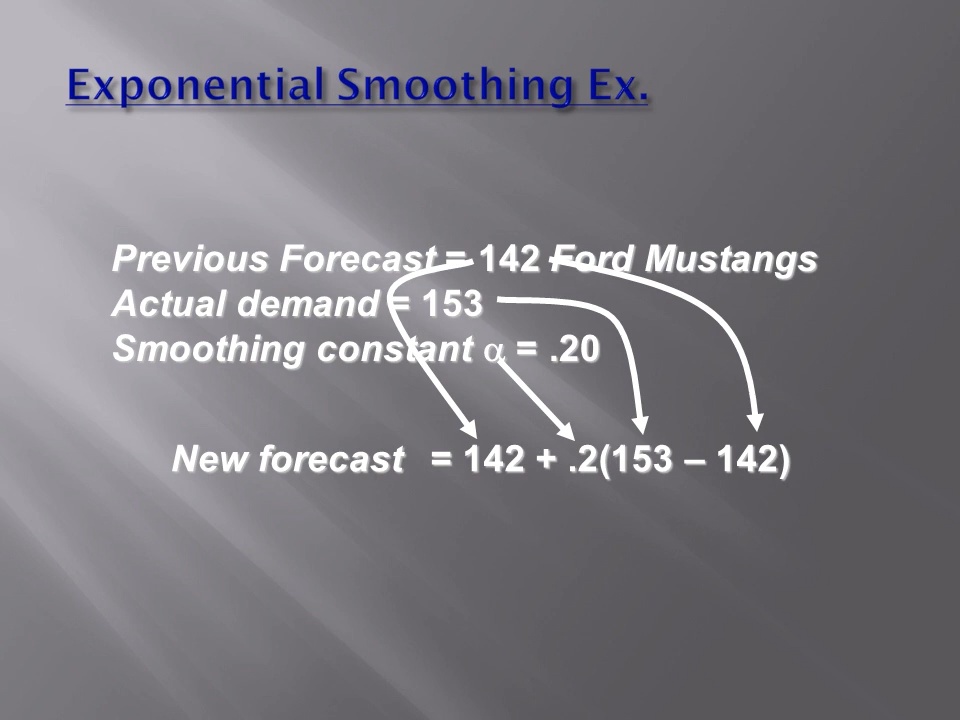 Exponential Smoothing Ex.
Previous Forecast = 142 Ford Mustangs
Actual demand = 153
Smoothing constant α = .20
New forecast = 142 + .2(153 – 142)